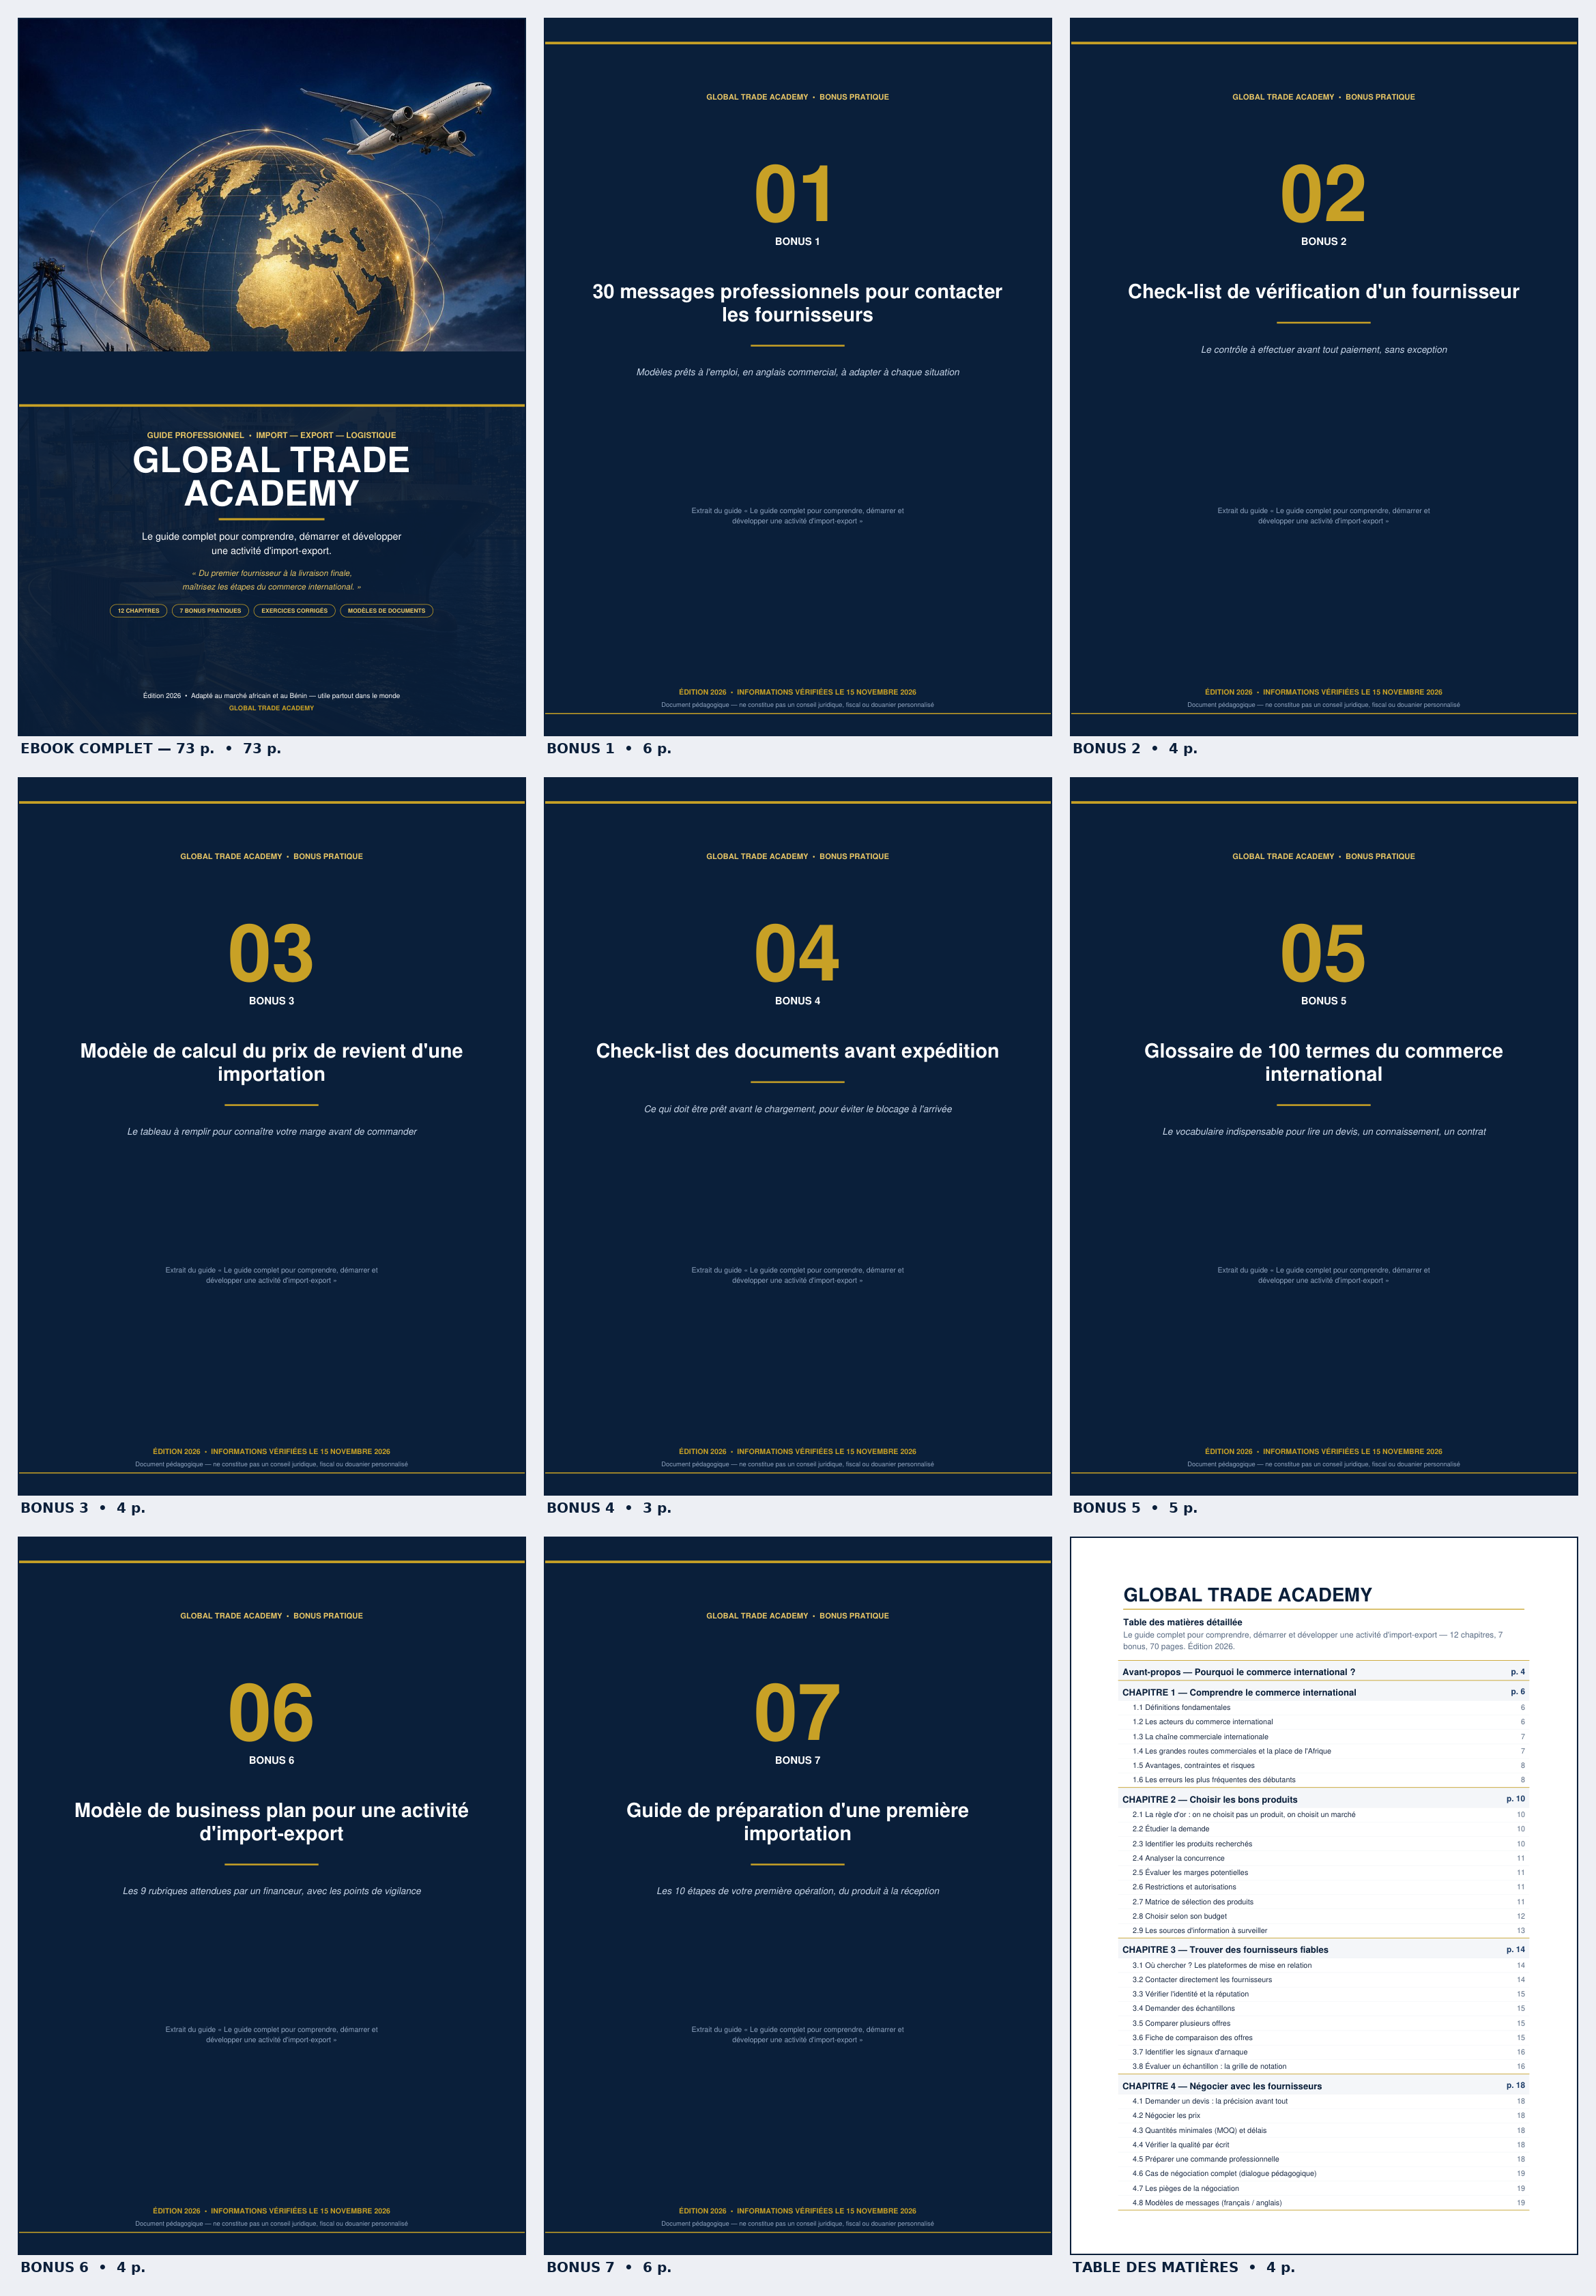 GUIDE PROFESSIONNEL • IMPORT — EXPORT — LOGISTIQUE
GLOBAL TRADE
ACADEMY
Le guide complet pour comprendre, démarrer et développer
une activité d'import-export.
« Du premier fournisseur à la livraison finale,
maîtrisez les étapes du commerce international. »
12 CHAPITRES
7 BONUS PRATIQUES
EXERCICES CORRIGÉS
MODÈLES DE DOCUMENTS
Édition 2026 • Adapté au marché africain et au Bénin — utile partout dans le monde
GLOBAL TRADE ACADEMY
EBOOK COMPLET — 73 p. • 73 p.
GLOBAL TRADE ACADEMY • BONUS PRATIQUE
01
BONUS 1
30 messages professionnels pour contacter
les fournisseurs
Modèles prêts à l'emploi, en anglais commercial, à adapter à chaque situation
Extrait du guide « Le guide complet pour comprendre, démarrer et
développer une activité d'import-export »
ÉDITION 2026 • INFORMATIONS VÉRIFIÉES LE 15 NOVEMBRE 2026
Document pédagogique — ne constitue pas un conseil juridique, fiscal ou douanier personnalisé
BONUS 1 • 6 p.
GLOBAL TRADE ACADEMY • BONUS PRATIQUE
02
BONUS 2
Check-list de vérification d'un fournisseur
Le contrôle à effectuer avant tout paiement, sans exception
Extrait du guide « Le guide complet pour comprendre, démarrer et
développer une activité d'import-export »
ÉDITION 2026 • INFORMATIONS VÉRIFIÉES LE 15 NOVEMBRE 2026
Document pédagogique — ne constitue pas un conseil juridique, fiscal ou douanier personnalisé
BONUS 2 • 4 p.
GLOBAL TRADE ACADEMY • BONUS PRATIQUE
03
BONUS 3
Modèle de calcul du prix de revient d'une
importation
Le tableau à remplir pour connaître votre marge avant de commander
Extrait du guide « Le guide complet pour comprendre, démarrer et
développer une activité d'import-export »
ÉDITION 2026 • INFORMATIONS VÉRIFIÉES LE 15 NOVEMBRE 2026
Document pédagogique — ne constitue pas un conseil juridique, fiscal ou douanier personnalisé
BONUS 3 • 4 p.
GLOBAL TRADE ACADEMY • BONUS PRATIQUE
04
BONUS 4
Check-list des documents avant expédition
Ce qui doit être prêt avant le chargement, pour éviter le blocage à l'arrivée
Extrait du guide « Le guide complet pour comprendre, démarrer et
développer une activité d'import-export »
ÉDITION 2026 • INFORMATIONS VÉRIFIÉES LE 15 NOVEMBRE 2026
Document pédagogique — ne constitue pas un conseil juridique, fiscal ou douanier personnalisé
BONUS 4 • 3 p.
GLOBAL TRADE ACADEMY • BONUS PRATIQUE
05
BONUS 5
Glossaire de 100 termes du commerce
international
Le vocabulaire indispensable pour lire un devis, un connaissement, un contrat
Extrait du guide « Le guide complet pour comprendre, démarrer et
développer une activité d'import-export »
ÉDITION 2026 • INFORMATIONS VÉRIFIÉES LE 15 NOVEMBRE 2026
Document pédagogique — ne constitue pas un conseil juridique, fiscal ou douanier personnalisé
BONUS 5 • 5 p.
GLOBAL TRADE ACADEMY • BONUS PRATIQUE
06
BONUS 6
Modèle de business plan pour une activité
d'import-export
Les 9 rubriques attendues par un financeur, avec les points de vigilance
Extrait du guide « Le guide complet pour comprendre, démarrer et
développer une activité d'import-export »
ÉDITION 2026 • INFORMATIONS VÉRIFIÉES LE 15 NOVEMBRE 2026
Document pédagogique — ne constitue pas un conseil juridique, fiscal ou douanier personnalisé
BONUS 6 • 4 p.
GLOBAL TRADE ACADEMY • BONUS PRATIQUE
07
BONUS 7
Guide de préparation d'une première
importation
Les 10 étapes de votre première opération, du produit à la réception
Extrait du guide « Le guide complet pour comprendre, démarrer et
développer une activité d'import-export »
ÉDITION 2026 • INFORMATIONS VÉRIFIÉES LE 15 NOVEMBRE 2026
Document pédagogique — ne constitue pas un conseil juridique, fiscal ou douanier personnalisé
BONUS 7 • 6 p.
GLOBAL TRADE ACADEMY
Table des matières détaillée
Le guide complet pour comprendre, démarrer et développer une activité d'import-export — 12 chapitres, 7
bonus, 70 pages. Édition 2026.
Avant-propos — Pourquoi le commerce international ? p. 4
CHAPITRE 1 — Comprendre le commerce international p. 6
1.1 Définitions fondamentales 6
1.2 Les acteurs du commerce international 6
1.3 La chaîne commerciale internationale 7
1.4 Les grandes routes commerciales et la place de l'Afrique 7
1.5 Avantages, contraintes et risques 8
1.6 Les erreurs les plus fréquentes des débutants 8
CHAPITRE 2 — Choisir les bons produits p. 10
2.1 La règle d'or : on ne choisit pas un produit, on choisit un marché 10
2.2 Étudier la demande 10
2.3 Identifier les produits recherchés 10
2.4 Analyser la concurrence 11
2.5 Évaluer les marges potentielles 11
2.6 Restrictions et autorisations 11
2.7 Matrice de sélection des produits 11
2.8 Choisir selon son budget 12
2.9 Les sources d'information à surveiller 13
CHAPITRE 3 — Trouver des fournisseurs fiables p. 14
3.1 Où chercher ? Les plateformes de mise en relation 14
3.2 Contacter directement les fournisseurs 14
3.3 Vérifier l'identité et la réputation 15
3.4 Demander des échantillons 15
3.5 Comparer plusieurs offres 15
3.6 Fiche de comparaison des offres 15
3.7 Identifier les signaux d'arnaque 16
3.8 Évaluer un échantillon : la grille de notation 16
CHAPITRE 4 — Négocier avec les fournisseurs p. 18
4.1 Demander un devis : la précision avant tout 18
4.2 Négocier les prix 18
4.3 Quantités minimales (MOQ) et délais 18
4.4 Vérifier la qualité par écrit 18
4.5 Préparer une commande professionnelle 18
4.6 Cas de négociation complet (dialogue pédagogique) 19
4.7 Les pièges de la négociation 19
4.8 Modèles de messages (français / anglais) 19
TABLE DES MATIÈRES • 4 p.